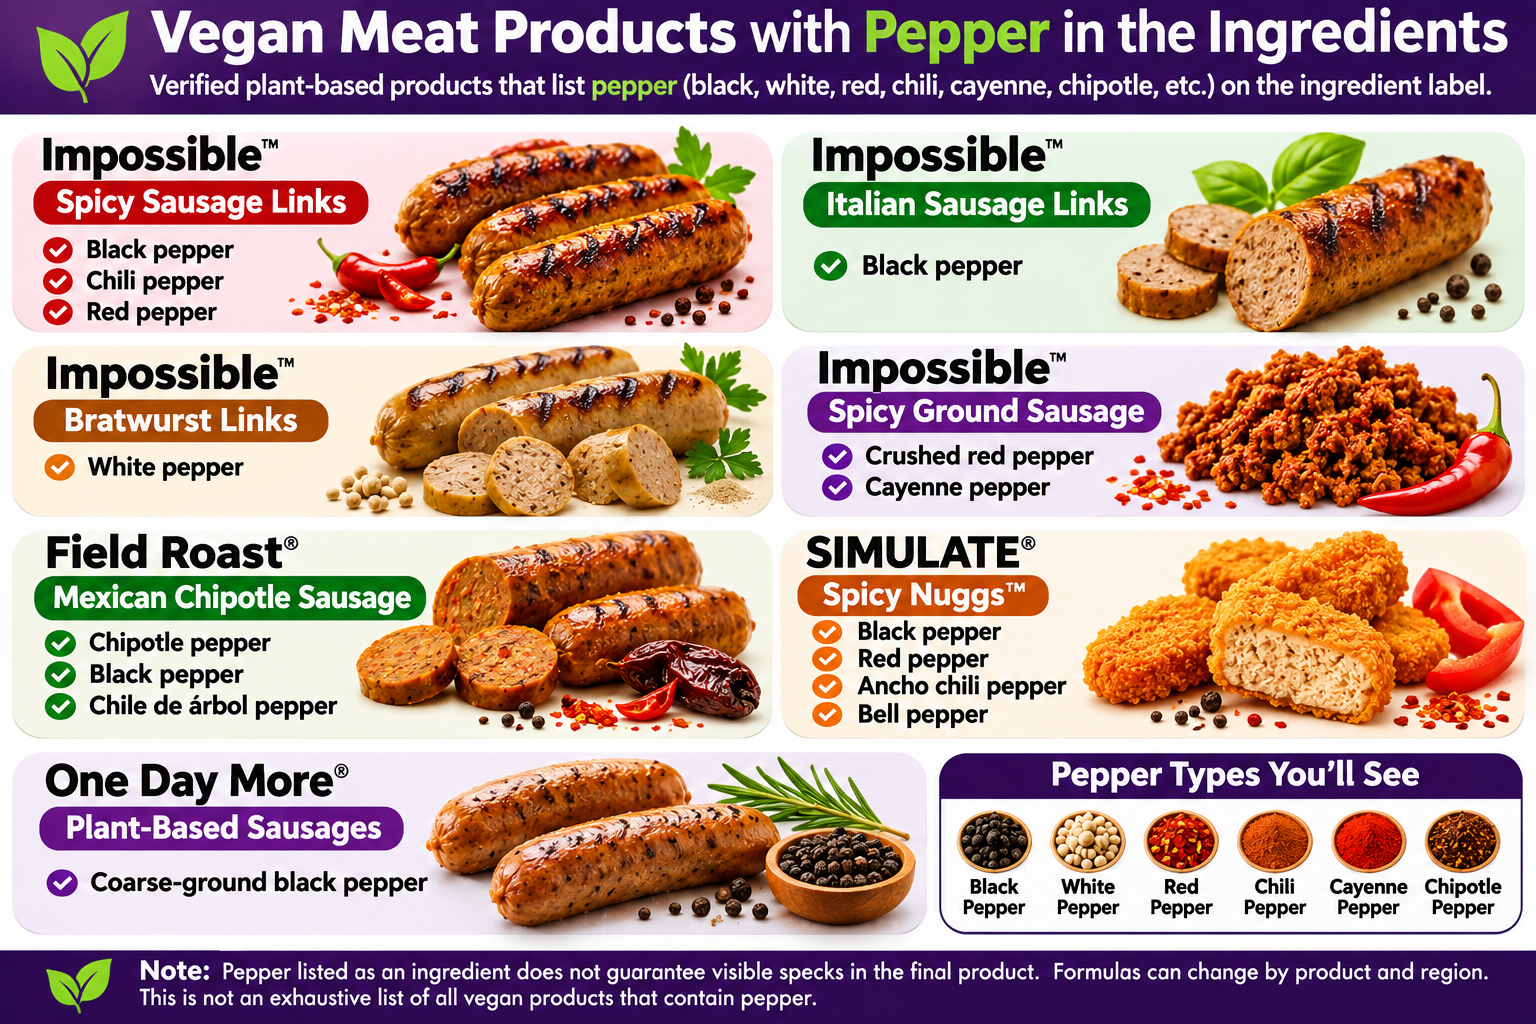 Vegan Meat Products with Pepper in the Ingredients
Verified plant-based products that list pepper (black, white, red, chili, cayenne, chipotle, etc.) on the ingredient label.
Impossible™
Spicy Sausage Links
Black pepper
Chili pepper
Red pepper
Impossible™
Italian Sausage Links
Black pepper
Impossible™
Bratwurst Links
White pepper
Impossible™
Spicy Ground Sausage
Crushed red pepper
Cayenne pepper
Field Roast®
Mexican Chipotle Sausage
Chipotle pepper
Black pepper
Chile de árbol pepper
SIMULATE®
Spicy Nuggs™
Black pepper
Red pepper
Ancho chili pepper
Bell pepper
One Day More®
Plant-Based Sausages
Coarse-ground black pepper
Pepper Types You'll See
Black Pepper
White Pepper
Red Pepper
Chili Pepper
Cayenne Pepper
Chipotle Pepper
Note: Pepper listed as an ingredient does not guarantee visible specks in the final product. Formulas can change by product and region.
This is not an exhaustive list of all vegan products that contain pepper.